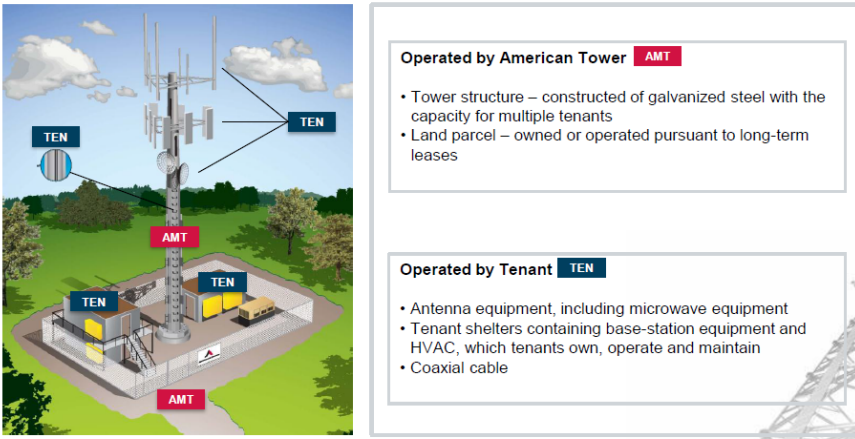 TEN
TEN
AMT
TEN
TEN
AMT
Operated by American Tower AMT
• Tower structure – constructed of galvanized steel with the
capacity for multiple tenants
• Land parcel – owned or operated pursuant to long-term
leases
Operated by Tenant TEN
• Antenna equipment, including microwave equipment
• Tenant shelters containing base-station equipment and
HVAC, which tenants own, operate and maintain
• Coaxial cable